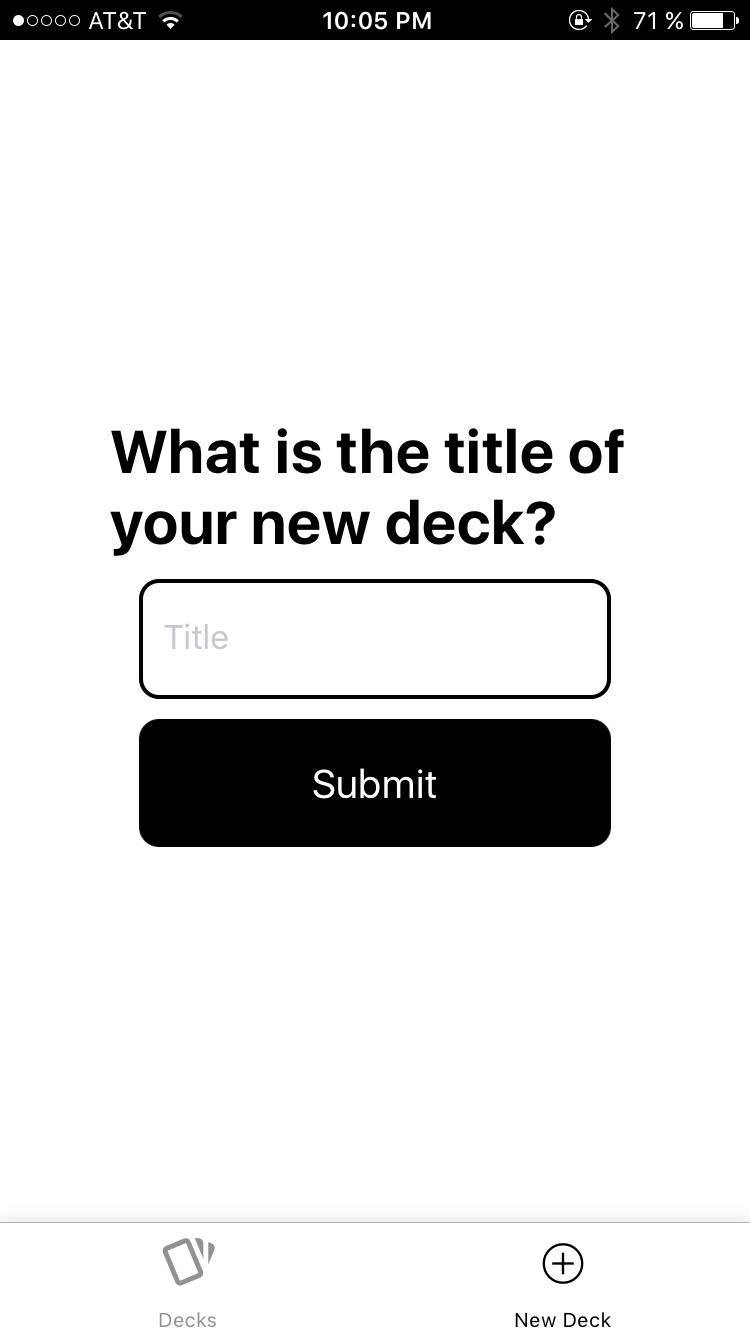 AT&T 10:05 PM 71 %
What is the title of
your new deck?
Title
Submit
Decks New Deck